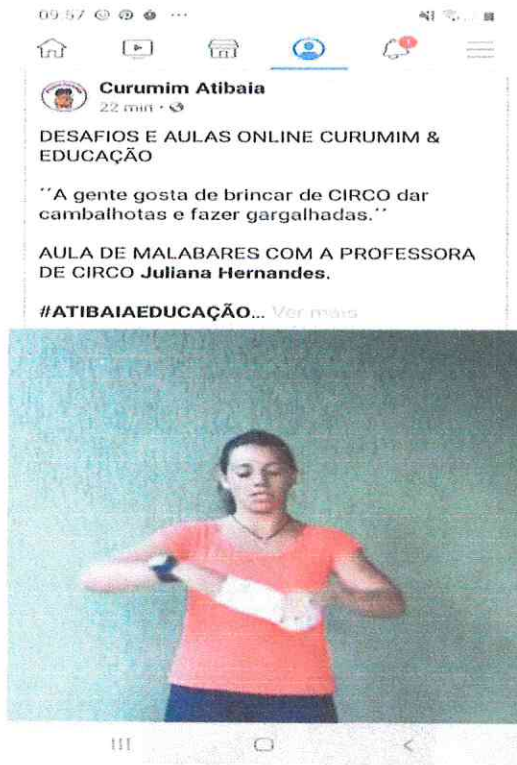 09:57
Curumim Atibaia
22 min
DESAFIOS E AULAS ONLINE CURUMIM &
EDUCAÇÃO
´´A gente gosta de brincar de CIRCO dar
cambalhotas e fazer gargalhadas.´´
AULA DE MALABARES COM A PROFESSORA
DE CIRCO Juliana Hernandes.
#ATIBAIAEDUCAÇÃO... Ver mais